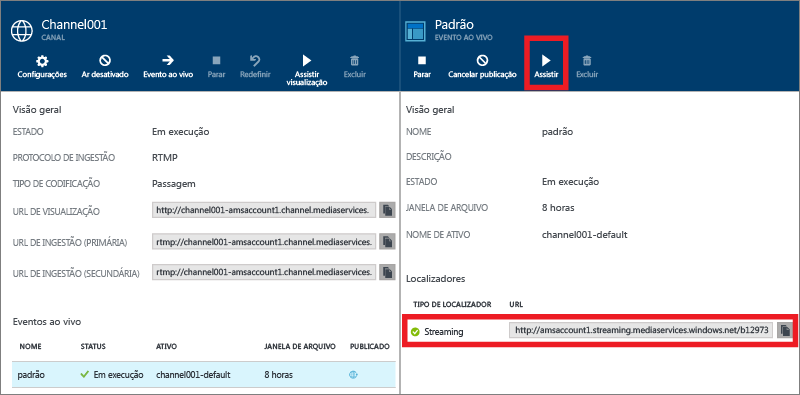 Channel001
CANAL
Configurações
Ar desativado
Evento ao vivo
Parar
Redefinir
Assistir
visualização
Excluir
Visão geral
ESTADO Em execução
PROTOCOLO DE INGESTÃO RTMP
TIPO DE CODIFICAÇÃO Passagem
URL DE VISUALIZAÇÃO http://channel001-amsaccount1.channel.mediaservices.
URL DE INGESTÃO (PRIMÁRIA) rtmp://channel001-amsaccount1.channel.mediaservices.
URL DE INGESTÃO (SECUNDÁRIA) rtmp://channel001-amsaccount1.channel.mediaservices.
Eventos ao vivo
NOME STATUS ATIVO JANELA DE ARQUIVO PUBLICADO
padrão Em execução channel001-default 8 horas
Padrão
EVENTO AO VIVO
Parar
Cancelar publicação
Assistir
Excluir
Visão geral
NOME padrão
DESCRIÇÃO
ESTADO Em execução
JANELA DE ARQUIVO 8 horas
NOME DE ATIVO channel001-default
Localizadores
TIPO DE LOCALIZADOR URL
Streaming http://amsaccount1.streaming.mediaservices.windows.net/b12973